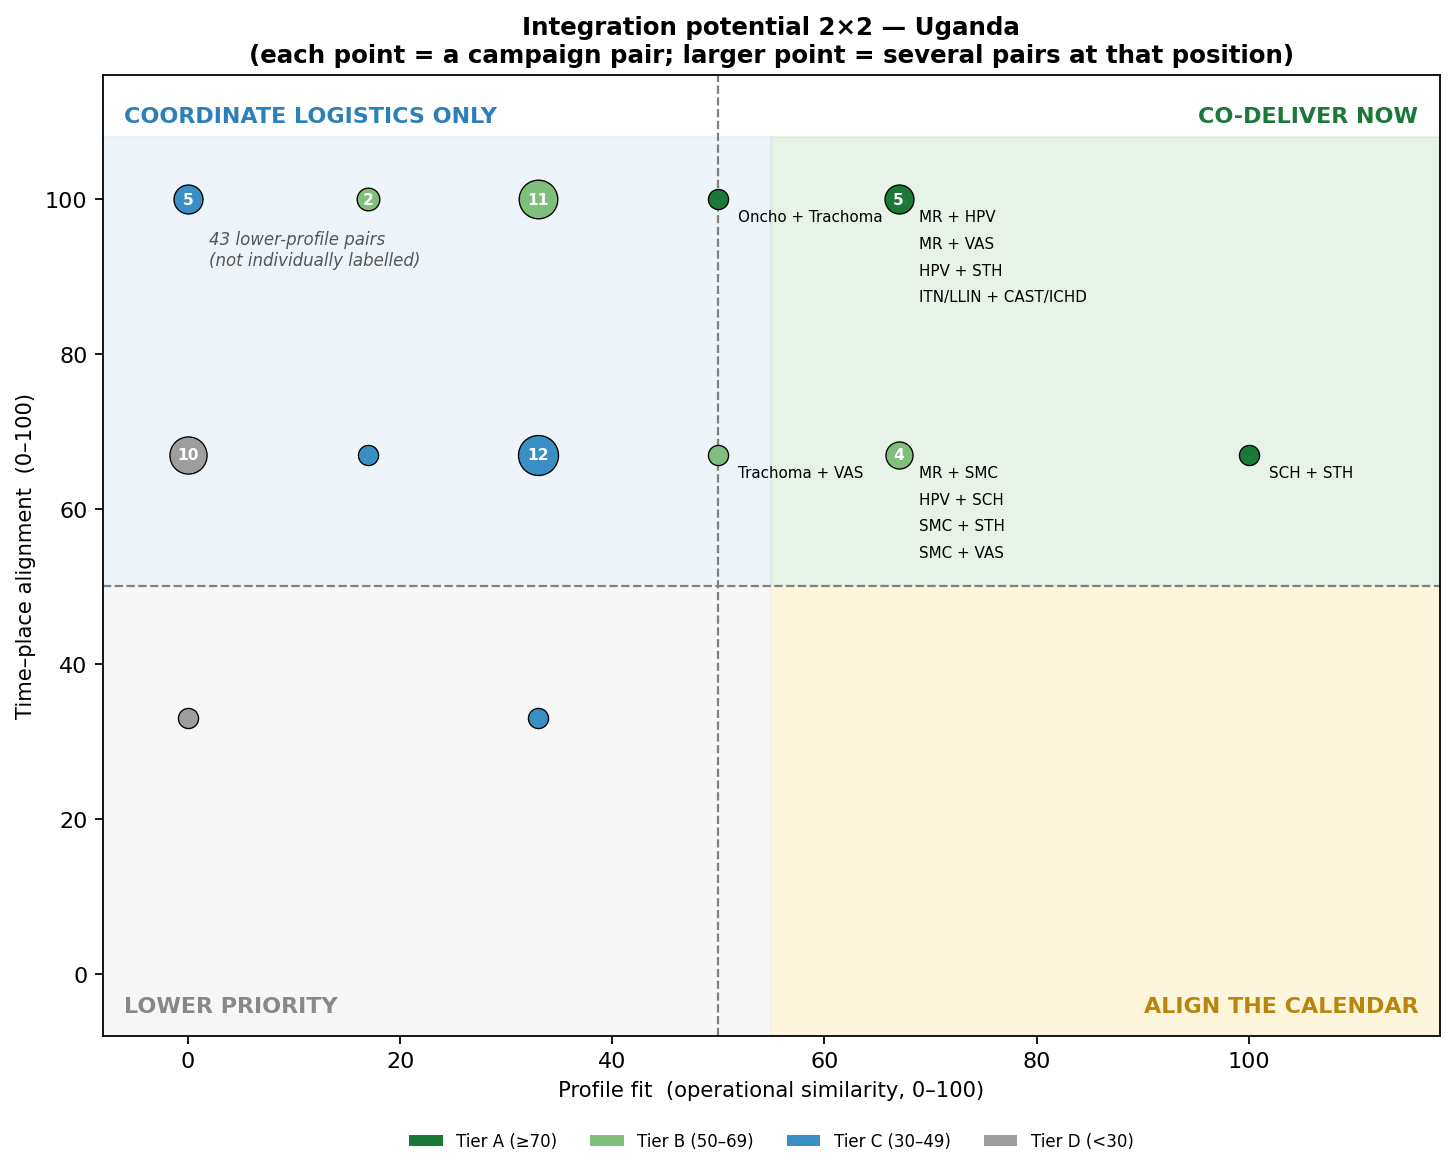 Integration potential 2×2 — Uganda
(each point = a campaign pair; larger point = several pairs at that position)
COORDINATE LOGISTICS ONLY
CO-DELIVER NOW
100
5
2
11
5
Oncho + Trachoma
MR + HPV
MR + VAS
HPV + STH
ITN/LLIN + CAST/ICHD
43 lower-profile pairs
(not individually labelled)
80
10
12
4
Trachoma + VAS
MR + SMC
HPV + SCH
SMC + STH
SMC + VAS
SCH + STH
60
40
20
0
Time–place alignment  (0–100)
LOWER PRIORITY
ALIGN THE CALENDAR
0
20
40
60
80
100
Profile fit  (operational similarity, 0–100)
Tier A (≥70)
Tier B (50–69)
Tier C (30–49)
Tier D (<30)